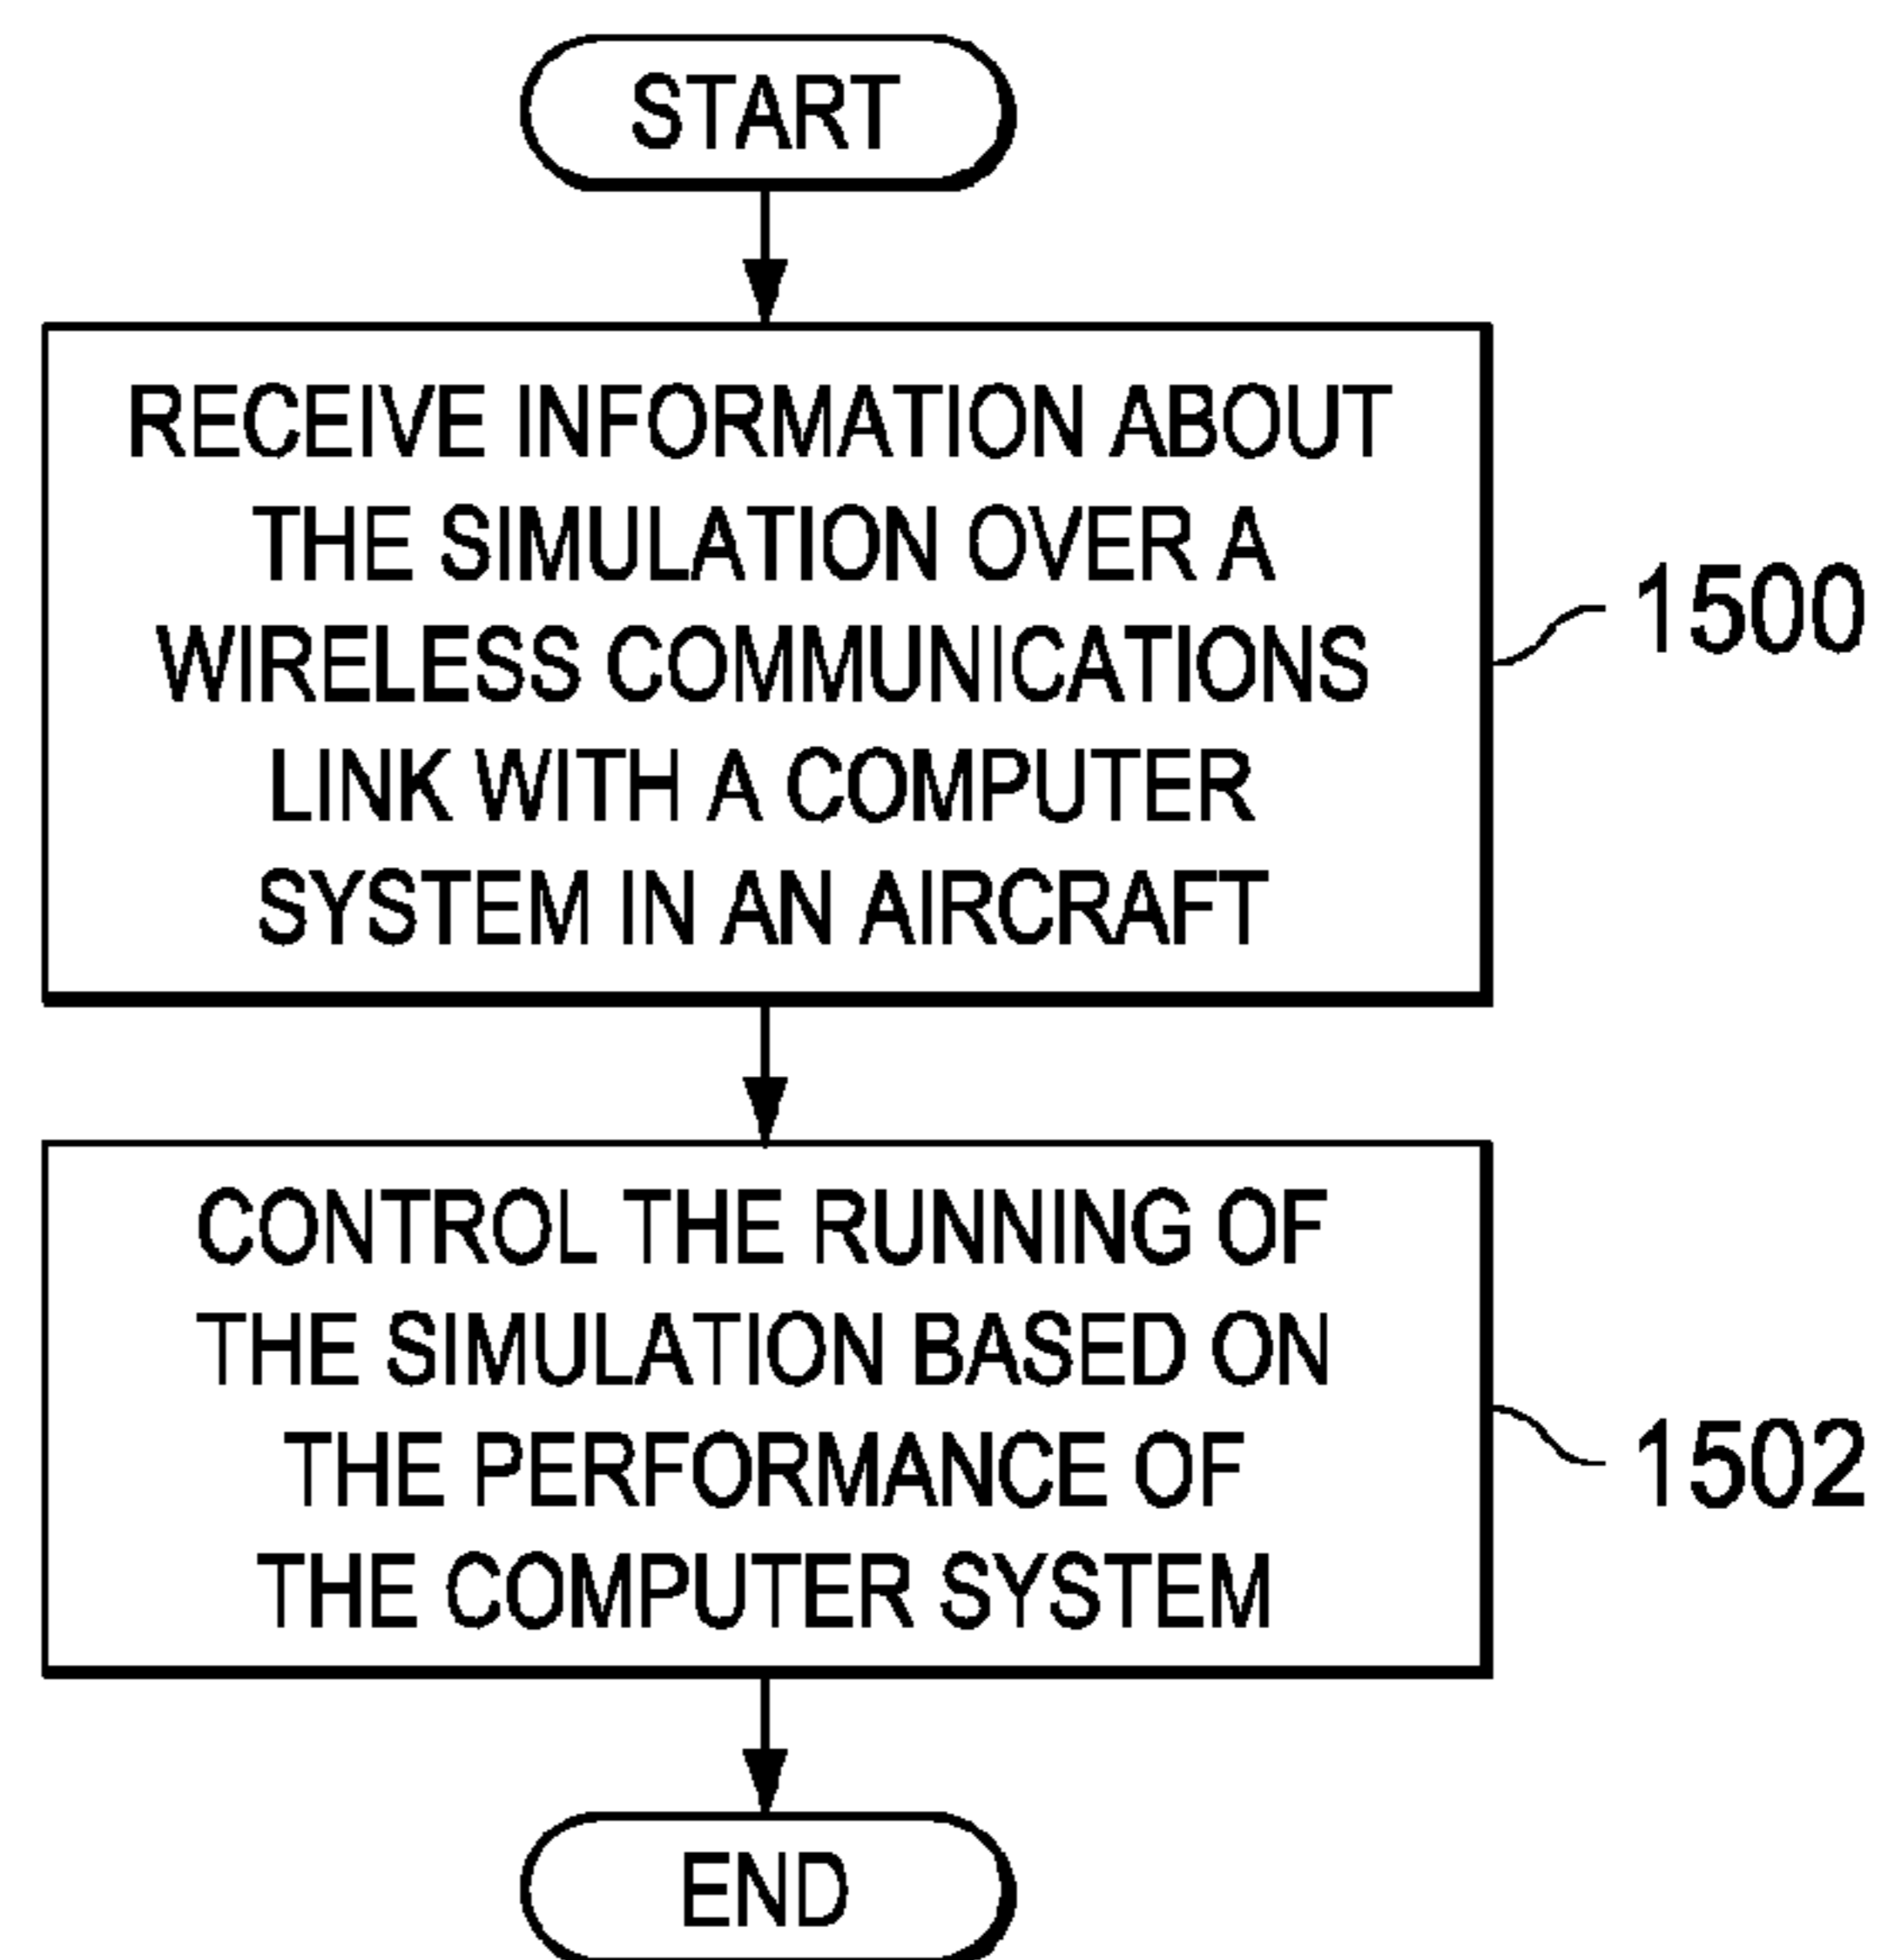 START
RECEIVE INFORMATION ABOUT
THE SIMULATION OVER A
WIRELESS COMMUNICATIONS
LINK WITH A COMPUTER
SYSTEM IN AN AIRCRAFT
1500
CONTROL THE RUNNING OF
THE SIMULATION BASED ON
THE PERFORMANCE OF
THE COMPUTER SYSTEM
1502
END